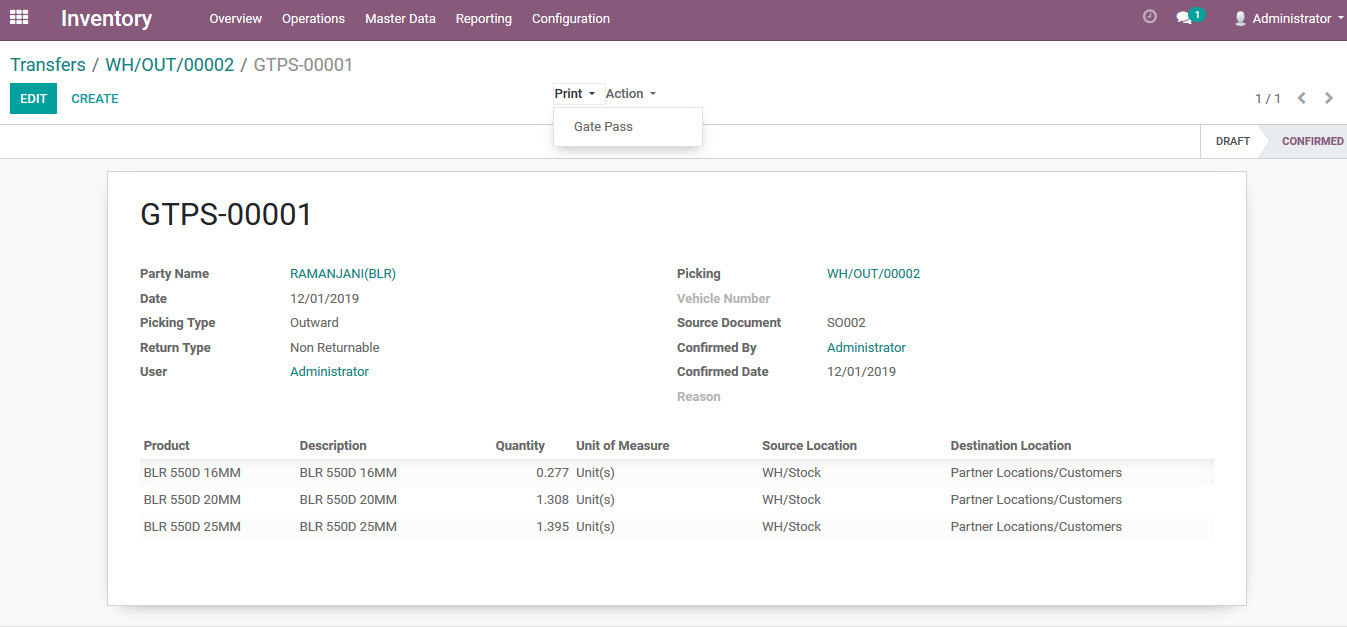 Inventory Overview Operations Master Data Reporting Configuration 1 Administrator
Transfers / WH/OUT/00002 / GTPS-00001
EDIT CREATE Print Action 1 / 1
Gate Pass
DRAFT CONFIRMED
GTPS-00001
Party Name RAMANJANI(BLR) Picking WH/OUT/00002
Date 12/01/2019 Vehicle Number
Picking Type Outward Source Document SO002
Return Type Non Returnable Confirmed By Administrator
User Administrator Confirmed Date 12/01/2019
Reason
Product Description Quantity Unit of Measure Source Location Destination Location
BLR 550D 16MM BLR 550D 16MM 0.277 Unit(s) WH/Stock Partner Locations/Customers
BLR 550D 20MM BLR 550D 20MM 1.308 Unit(s) WH/Stock Partner Locations/Customers
BLR 550D 25MM BLR 550D 25MM 1.395 Unit(s) WH/Stock Partner Locations/Customers